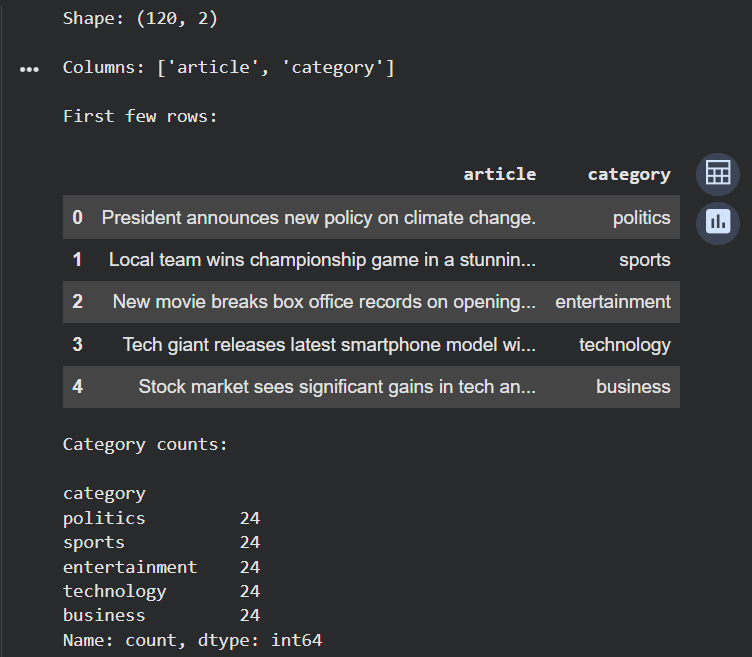 Shape: (120, 2)
Columns: ['article', 'category']
First few rows:
article category
0 President announces new policy on climate change. politics
1 Local team wins championship game in a stunnin... sports
2 New movie breaks box office records on opening... entertainment
3 Tech giant releases latest smartphone model wi... technology
4 Stock market sees significant gains in tech an... business
Category counts:
category
politics 24
sports 24
entertainment 24
technology 24
business 24
Name: count, dtype: int64